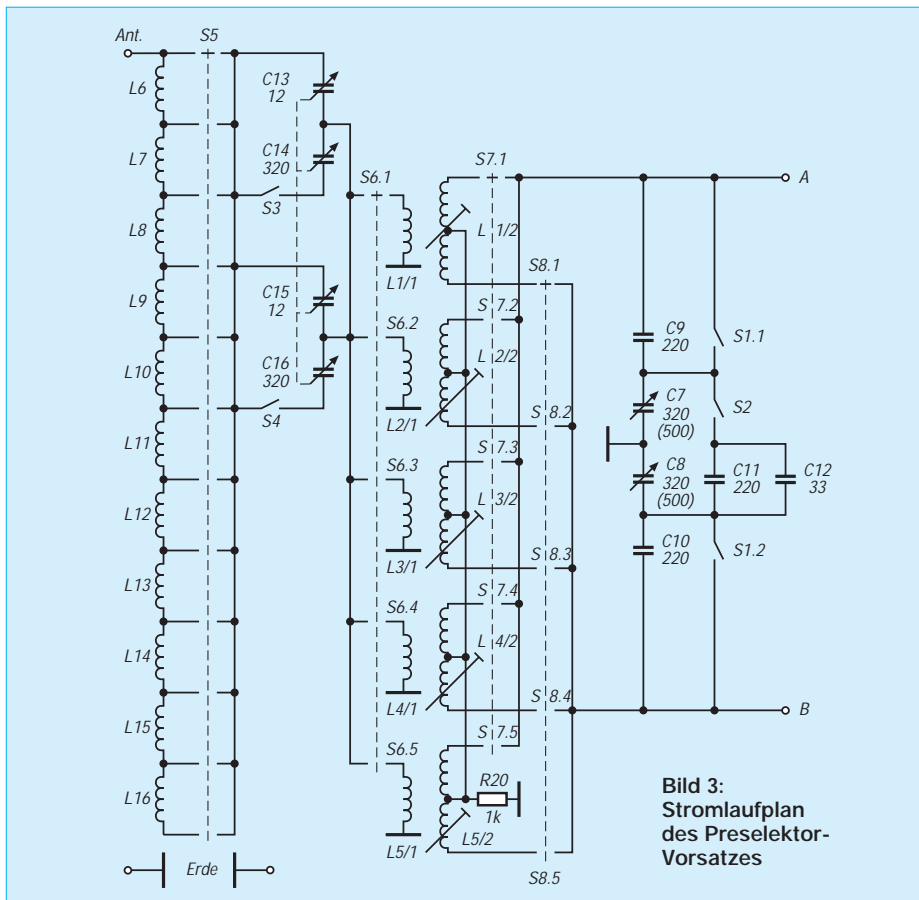 Ant.
S5
L6
L7
L8
L9
L10
L11
L12
L13
L14
L15
L16
Erde
C13
12
C14
320
S3
C15
12
C16
320
S4
S6.1
L1/1
S6.2
L2/1
S6.3
L3/1
S6.4
L4/1
S6.5
L5/1
S7.1
L 1/2
S8.1
S 7.2
L 2/2
S 8.2
S 7.3
L 3/2
S 8.3
S 7.4
L 4/2
S 8.4
S 7.5
R20
1k
L5/2
S8.5
A
C9
220
S1.1
C7
320
(500)
S2
C8
320
(500)
C11
220
C12
33
C10
220
S1.2
B
Bild 3:
Stromlaufplan
des Preselektor-
Vorsatzes